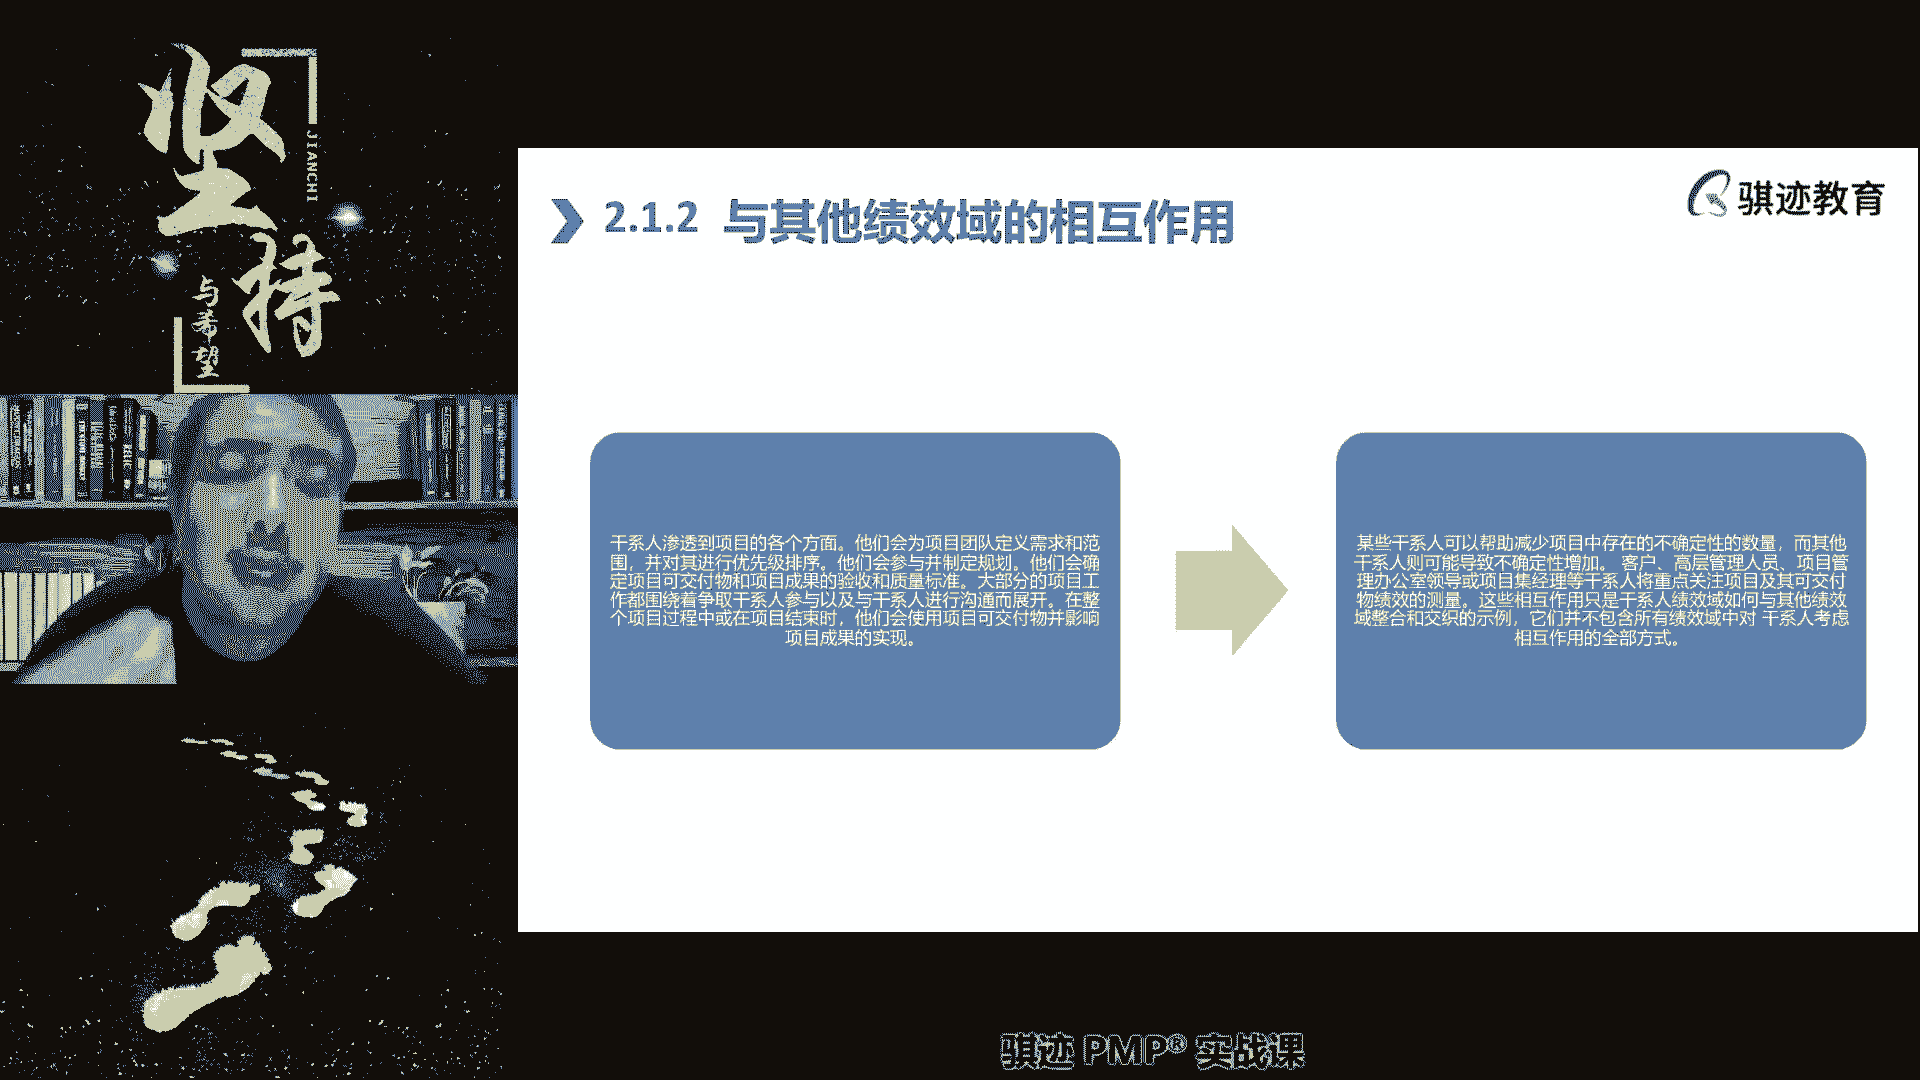 坚
持
JIANCHI
与希望
骐迹教育
2.1.2 与其他绩效域的相互作用
干系人渗透到项目的各个方面。他们会为项目团队定义需求和范
围，并对其进行优先级排序。他们会参与并制定规划。他们会确
定项目可交付物和项目成果的验收和质量标准。大部分的项目工
作都围绕着争取干系人参与以及与干系人进行沟通而展开。在整
个项目过程中或在项目结束时，他们会使用项目可交付物并影响
项目成果的实现。
某些干系人可以帮助减少项目中存在的不确定性的数量，而其他
干系人则可能导致不确定性增加。 客户、高层管理人员、项目管
理办公室领导或项目集经理等干系人将重点关注项目及其可交付
物绩效的测量。这些相互作用只是干系人绩效域如何与其他绩效
域整合和交织的示例，它们并不包含所有绩效域中对 干系人考虑
相互作用的全部方式。
骐迹 PMP® 实战课